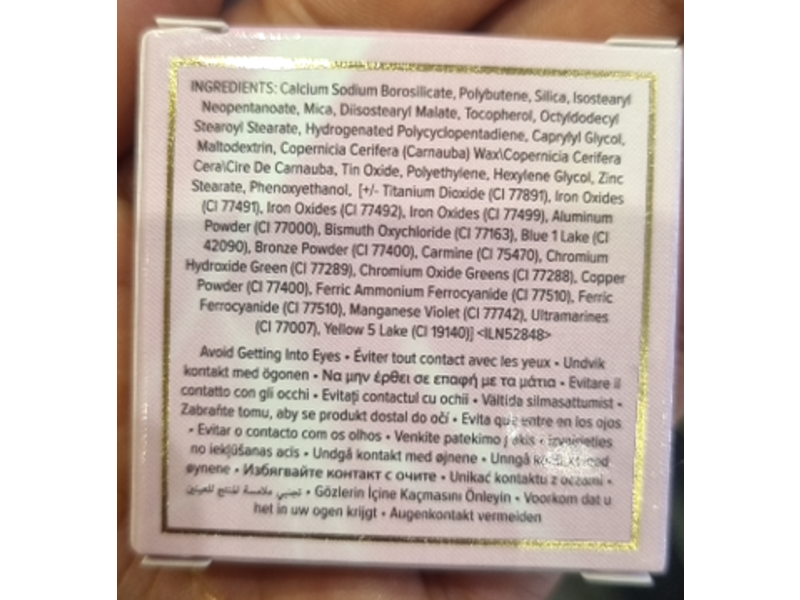 INGREDIENTS: Calcium Sodium Borosilicate, Polybutene, Silica, Isostearyl
Neopentanoate, Mica, Diisostearyl Malate, Tocopherol, Octyldodecyl
Stearoyl Stearate, Hydrogenated Polycyclopentadiene, Caprylyl Glycol,
Maltodextrin, Copernicia Cerifera (Carnauba) Wax\Copernicia Cerifera
Cera\Cire De Carnauba, Tin Oxide, Polyethylene, Hexylene Glycol, Zinc
Stearate, Phenoxyethanol, [+/- Titanium Dioxide (CI 77891), Iron Oxides
(CI 77491), Iron Oxides (CI 77492), Iron Oxides (CI 77499), Aluminum
Powder (CI 77000), Bismuth Oxychloride (CI 77163), Blue 1 Lake (CI
42090), Bronze Powder (CI 77400), Carmine (CI 75470), Chromium
Hydroxide Green (CI 77289), Chromium Oxide Greens (CI 77288), Copper
Powder (CI 77400), Ferric Ammonium Ferrocyanide (CI 77510), Ferric
Ferrocyanide (CI 77510), Manganese Violet (CI 77742), Ultramarines
(CI 77007), Yellow 5 Lake (CI 19140)] <ILN52848>
Avoid Getting Into Eyes • Éviter tout contact avec les yeux • Undvik
kontakt med ögonen • Να μην έρθει σε επαφή με τα μάτια • Evitare il
contatto con gli occhi • Evitați contactul cu ochii • Vältida silmasattumist •
Zabraňte tomu, aby se produkt dostal do očí • Evita que entre en los ojos
• Evitar o contacto com os olhos • Venkite patekimo į akis •
no iekļūšanas acīs • Undgå kontakt med øjnene • Unngå
øynene • Избягвайте контакт с очите • Unikać kontaktu z oczami •
تجنبي ملامسة المنتج للعينين • Gözlerin İçine Kaçmasını Önleyin • Voorkom dat u
het in uw ogen krijgt • Augenkontakt vermeiden